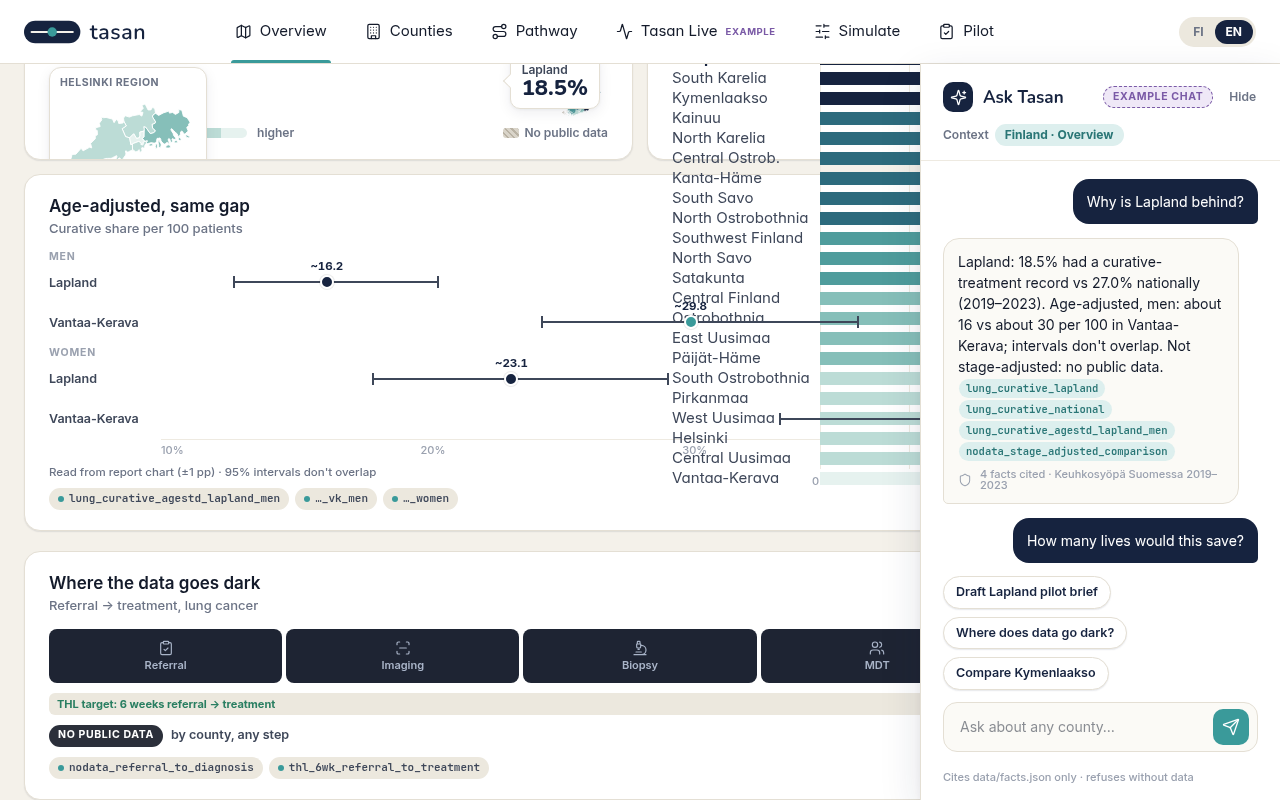 tasan
Overview
Counties
Pathway
Tasan Live EXAMPLE
Simulate
Pilot
FI EN
HELSINKI REGION
higher
Lapland
18.5%
No public data
South Karelia
Kymenlaakso
Kainuu
North Karelia
Central Ostrob.
Kanta-Häme
South Savo
North Ostrobothnia
Southwest Finland
North Savo
Satakunta
Central Finland
Ostrobothnia
East Uusimaa
Päijät-Häme
South Ostrobothnia
Pirkanmaa
West Uusimaa
Helsinki
Central Uusimaa
Vantaa-Kerava
0
Age-adjusted, same gap
Curative share per 100 patients
MEN
Lapland
~16.2
Vantaa-Kerava
~29.8
WOMEN
Lapland
~23.1
Vantaa-Kerava
10% 20% 30%
Read from report chart (±1 pp) · 95% intervals don't overlap
lung_curative_agestd_lapland_men
…_vk_men
…_women
Where the data goes dark
Referral → treatment, lung cancer
Referral
Imaging
Biopsy
MDT
THL target: 6 weeks referral → treatment
NO PUBLIC DATA by county, any step
nodata_referral_to_diagnosis
thl_6wk_referral_to_treatment
Ask Tasan
EXAMPLE CHAT
Hide
Context Finland · Overview
Why is Lapland behind?
Lapland: 18.5% had a curative-
treatment record vs 27.0% nationally
(2019–2023). Age-adjusted, men: about
16 vs about 30 per 100 in Vantaa-
Kerava; intervals don't overlap. Not
stage-adjusted: no public data.
lung_curative_lapland
lung_curative_national
lung_curative_agestd_lapland_men
nodata_stage_adjusted_comparison
4 facts cited · Keuhkosyöpä Suomessa 2019–
2023
How many lives would this save?
Draft Lapland pilot brief
Where does data go dark?
Compare Kymenlaakso
Ask about any county...
Cites data/facts.json only · refuses without data